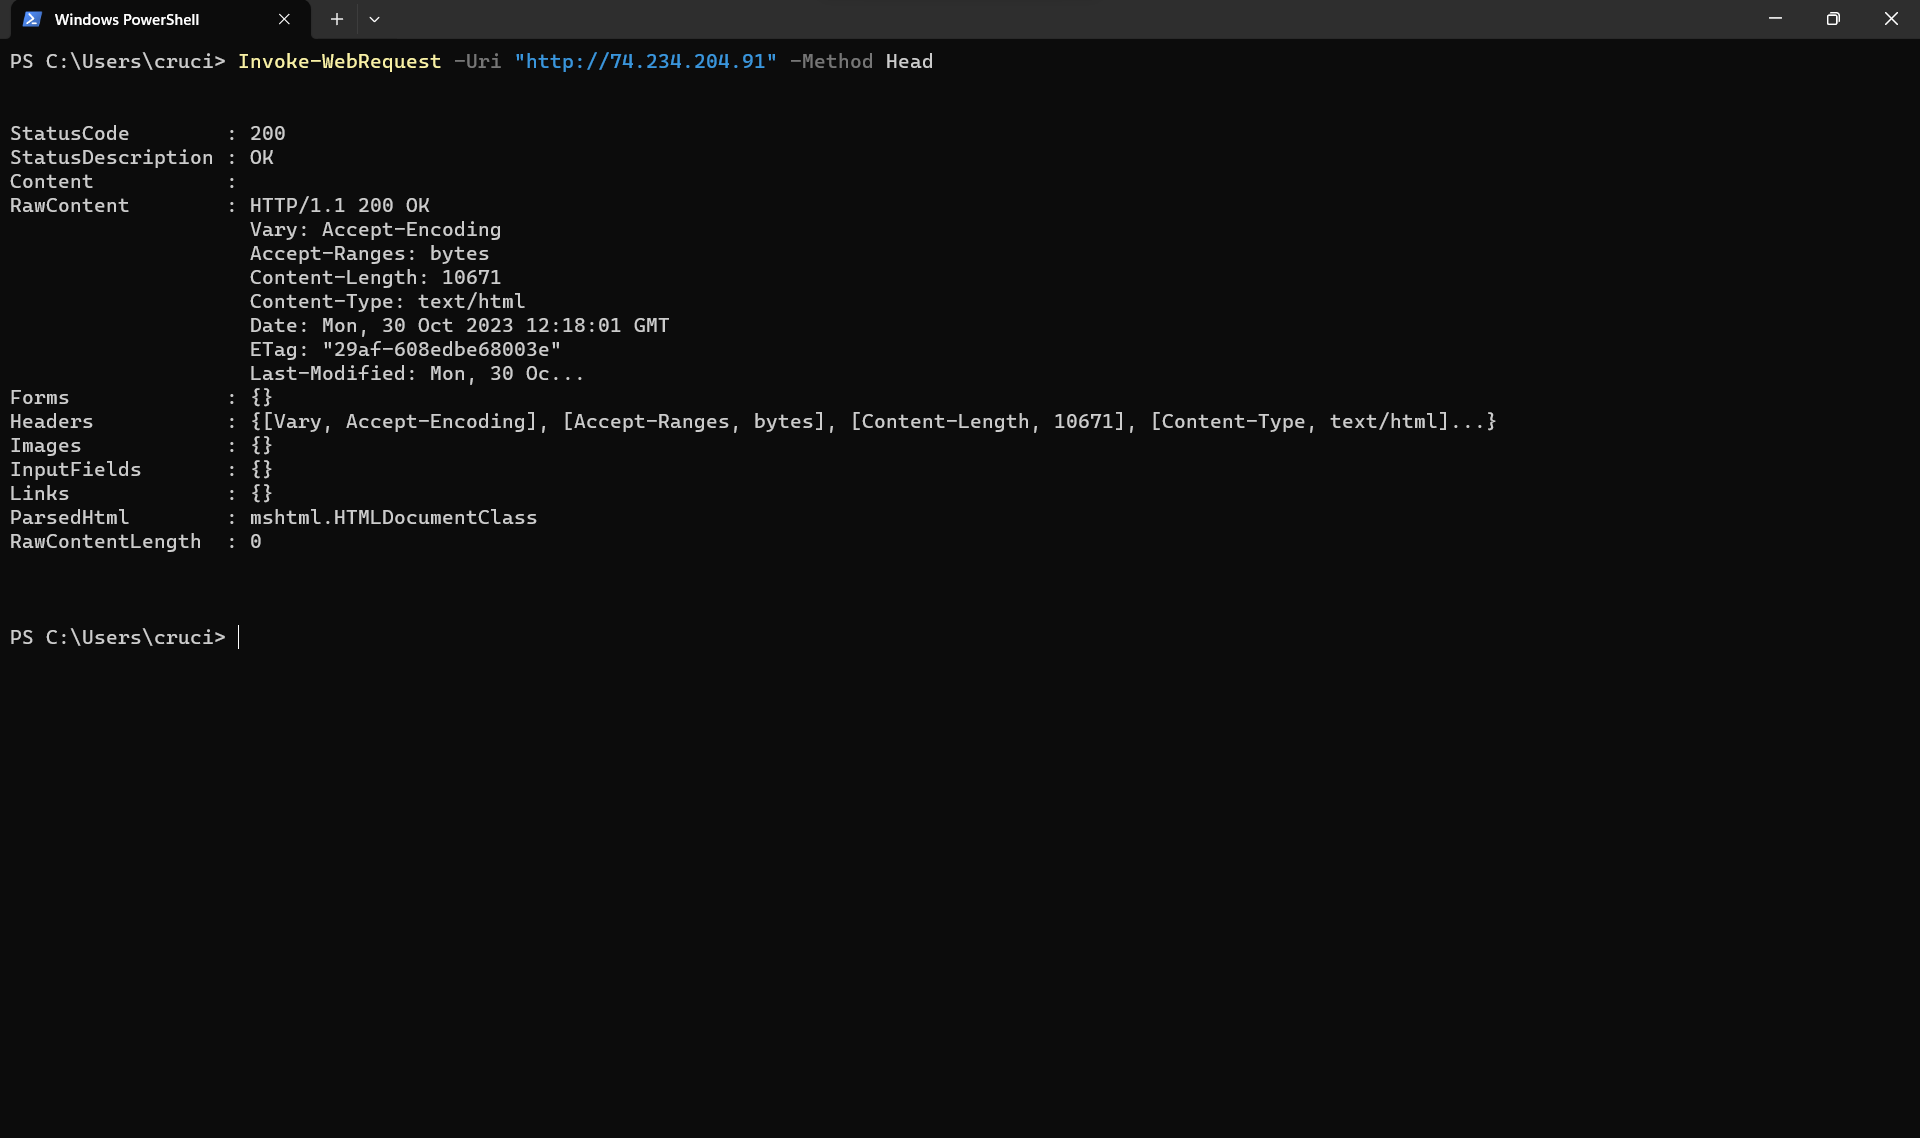 Windows PowerShell
PS C:\Users\cruci> Invoke-WebRequest -Uri "http://74.234.204.91" -Method Head
StatusCode        : 200
StatusDescription : OK
Content           :
RawContent        : HTTP/1.1 200 OK
                    Vary: Accept-Encoding
                    Accept-Ranges: bytes
                    Content-Length: 10671
                    Content-Type: text/html
                    Date: Mon, 30 Oct 2023 12:18:01 GMT
                    ETag: "29af-608edbe68003e"
                    Last-Modified: Mon, 30 Oc...
Forms             : {}
Headers           : {[Vary, Accept-Encoding], [Accept-Ranges, bytes], [Content-Length, 10671], [Content-Type, text/html]...}
Images            : {}
InputFields       : {}
Links             : {}
ParsedHtml        : mshtml.HTMLDocumentClass
RawContentLength  : 0
PS C:\Users\cruci>